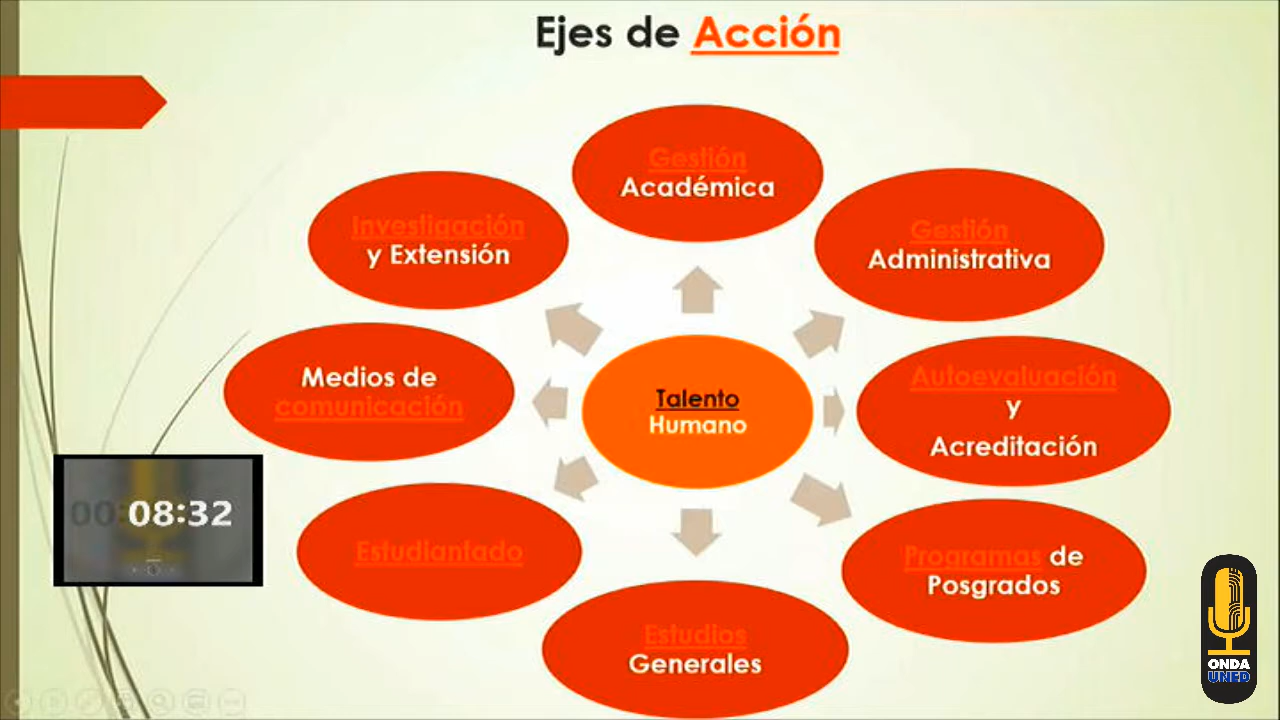 Ejes de Acción
Gestión
Académica
Gestión
Administrativa
Autoevaluación
y
Acreditación
Programas de
Posgrados
Estudios
Generales
Estudiantado
Medios de
comunicación
Investigación
y Extensión
Talento
Humano
00:08:32
ONDA
UNED